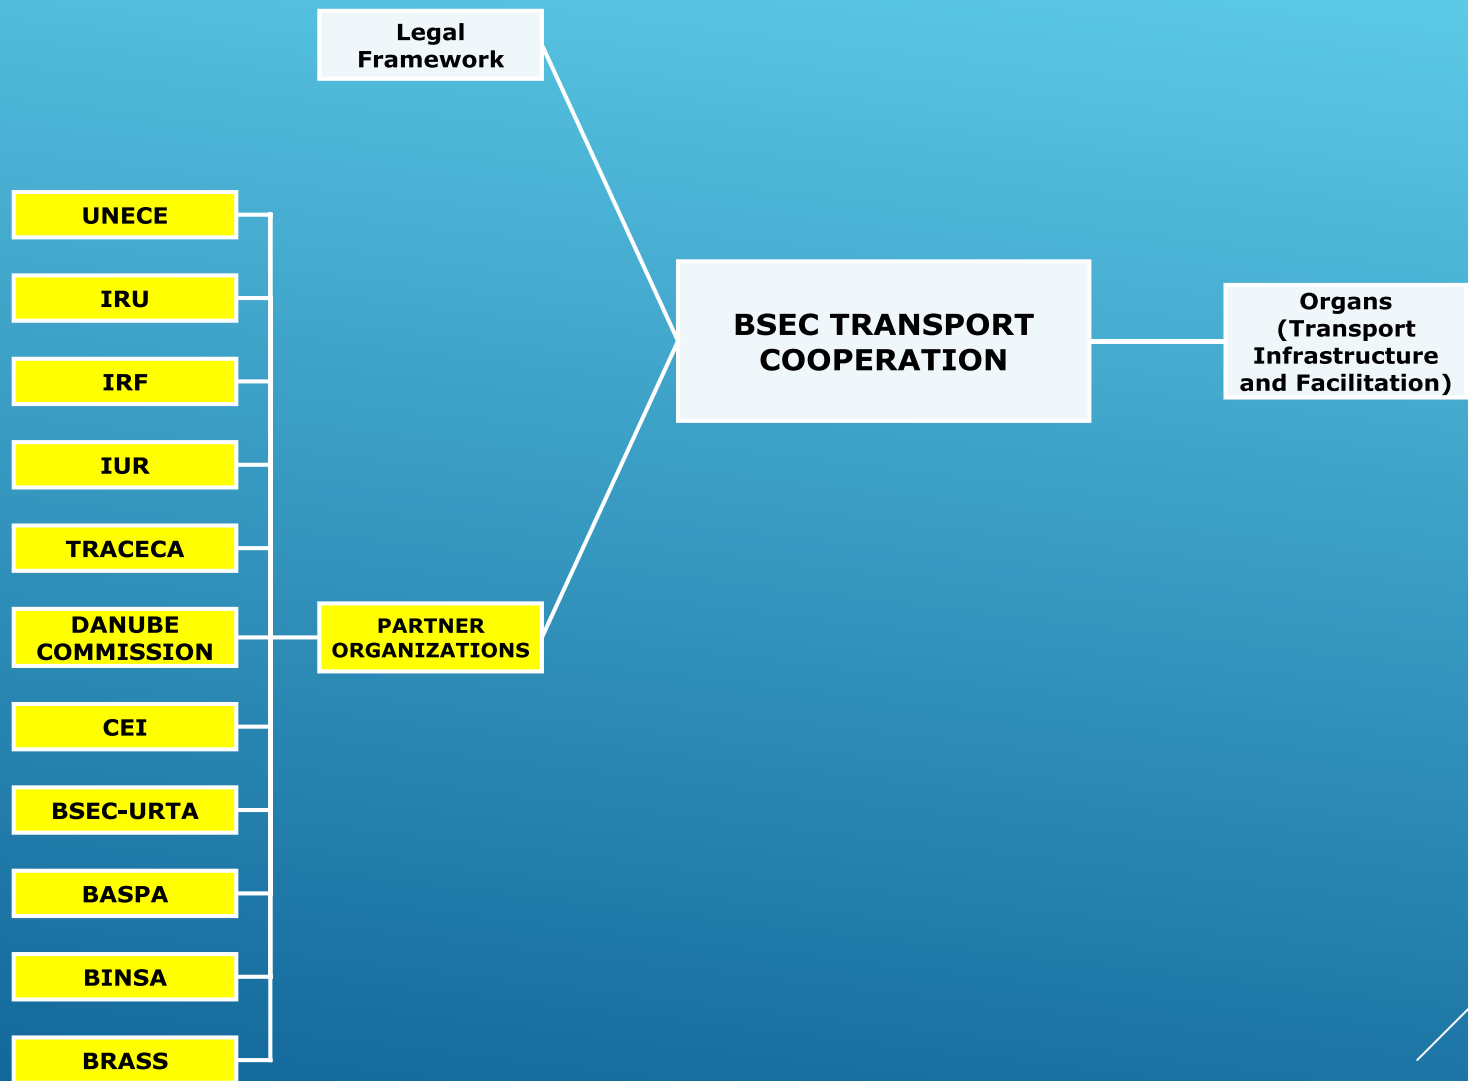 Legal
Framework
UNECE
IRU
IRF
IUR
TRACECA
DANUBE
COMMISSION
CEI
BSEC-URTA
BASPA
BINSA
BRASS
PARTNER
ORGANIZATIONS
BSEC TRANSPORT
COOPERATION
Organs
(Transport
Infrastructure
and Facilitation)